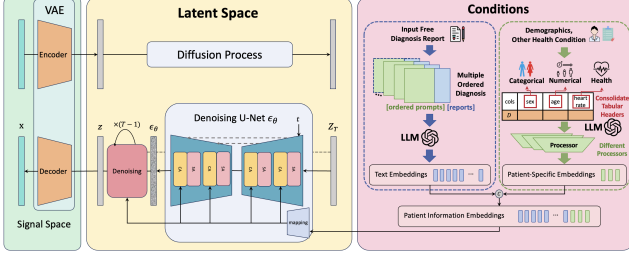 VAE
Latent Space
Conditions
Encoder
Diffusion Process
Input Free
Diagnosis Report
Demographics,
Other Health Condition
Multiple
Ordered
Diagnosis
[ordered prompts] [reports]
Categorical Numerical Health
cols sex age heart rate
D
Consolidate
Tabular
Headers
LLM
LLM
Processor
Different
Processors
Text Embeddings ...
Patient-Specific Embeddings
C
Patient Information Embeddings ...
x
z
×(T − 1)
ϵθ
Denoising U-Net ϵθ
t
ZT
Decoder
Denoising
mapping
Signal Space